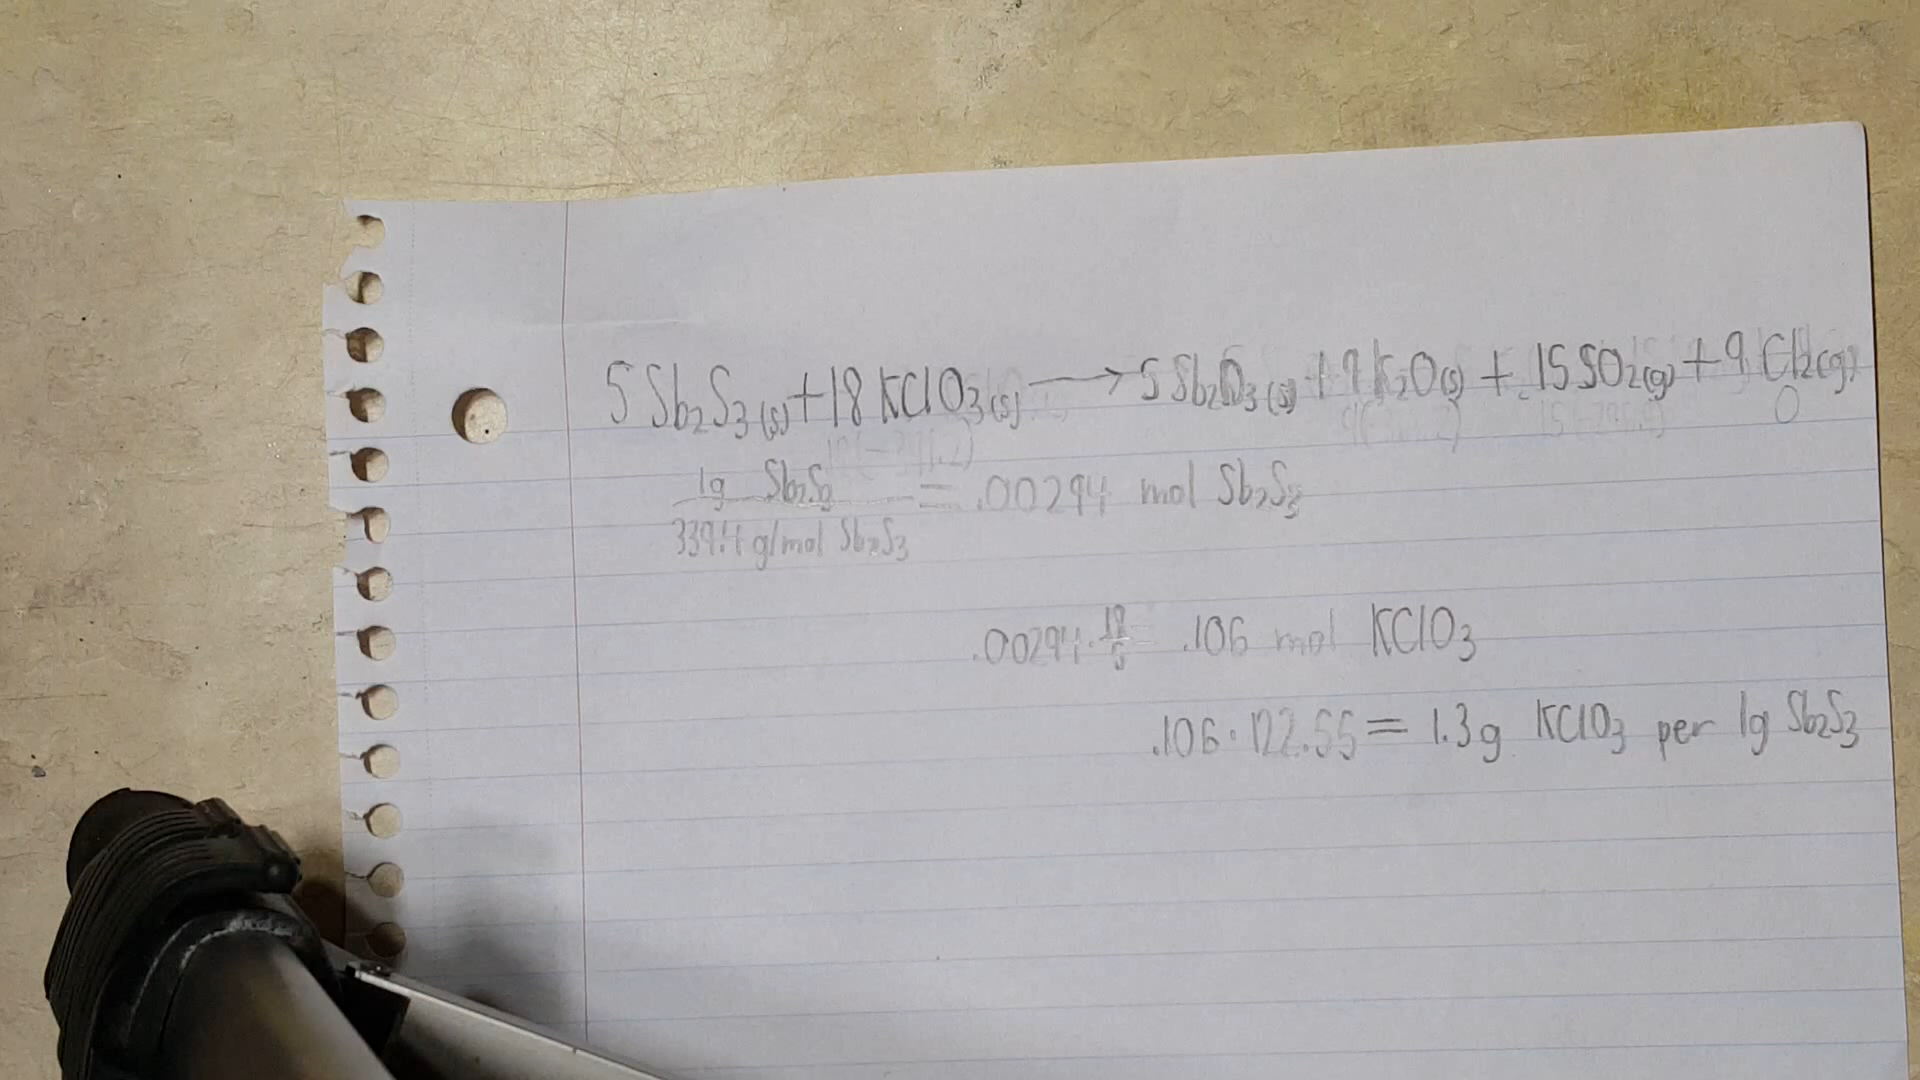 5 Sb₂S₃(s) + 18 KClO₃(s) → 5 Sb₂O₃(s) + 9 K₂O(s) + 15 SO₂(g) + 9 Cl₂(g)
0
1g Sb₂S₃ = .00294 mol Sb₂S₃
339.4 g/mol Sb₂S₃
.00294 · 18/5 .106 mol KClO₃
.106 · 122.55 = 1.3g KClO₃ per 1g Sb₂S₃